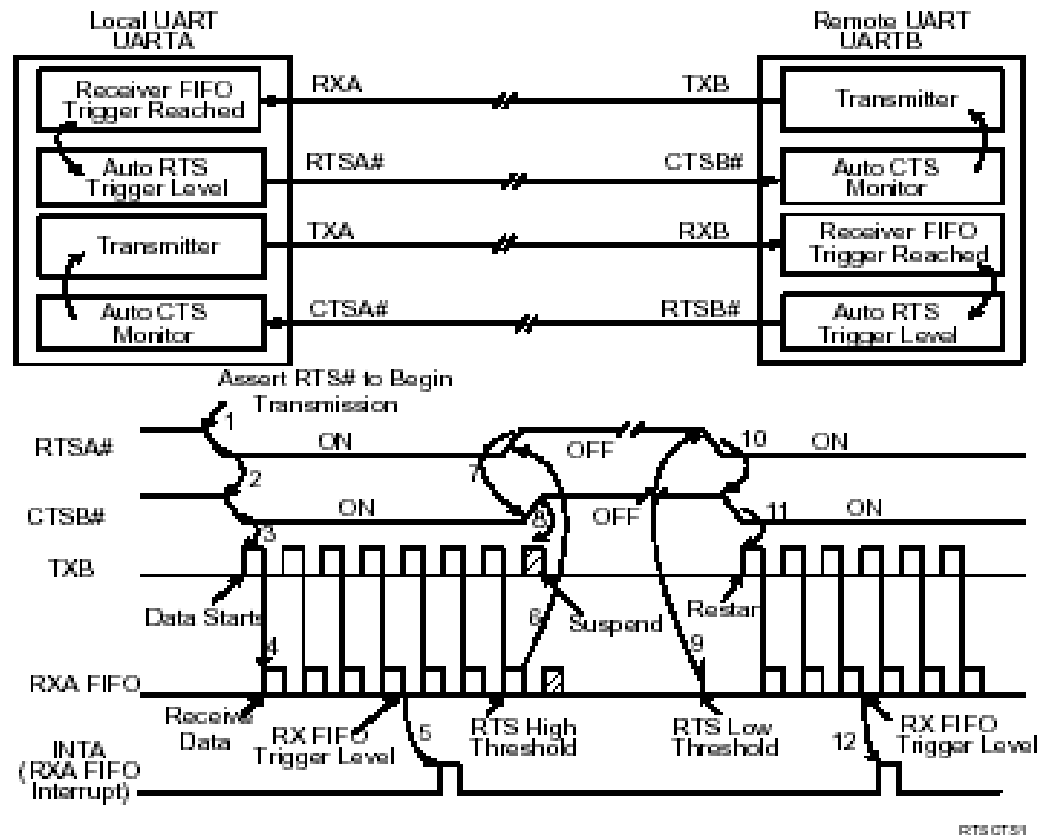 Local UART
UARTA
Remote UART
UARTB
Receiver FIFO
Trigger Reached
RXA
TXB
Transmitter
Auto RTS
Trigger Level
RTSA#
CTSB#
Auto CTS
Monitor
Transmitter
TXA
RXB
Receiver FIFO
Trigger Reached
Auto CTS
Monitor
CTSA#
RTSB#
Auto RTS
Trigger Level
Assert RTS# to Begin
Transmission
1
RTSA#
ON
7
OFF
10
ON
2
CTSB#
ON
8
OFF
11
ON
3
TXB
Data Starts
6
Suspend
Restart
9
4
RXA FIFO
Receive
Data
RX FIFO
Trigger Level
5
RTS High
Threshold
RTS Low
Threshold
12
RX FIFO
Trigger Level
INTA
(RXA FIFO
Interrupt)
RTSCTS1